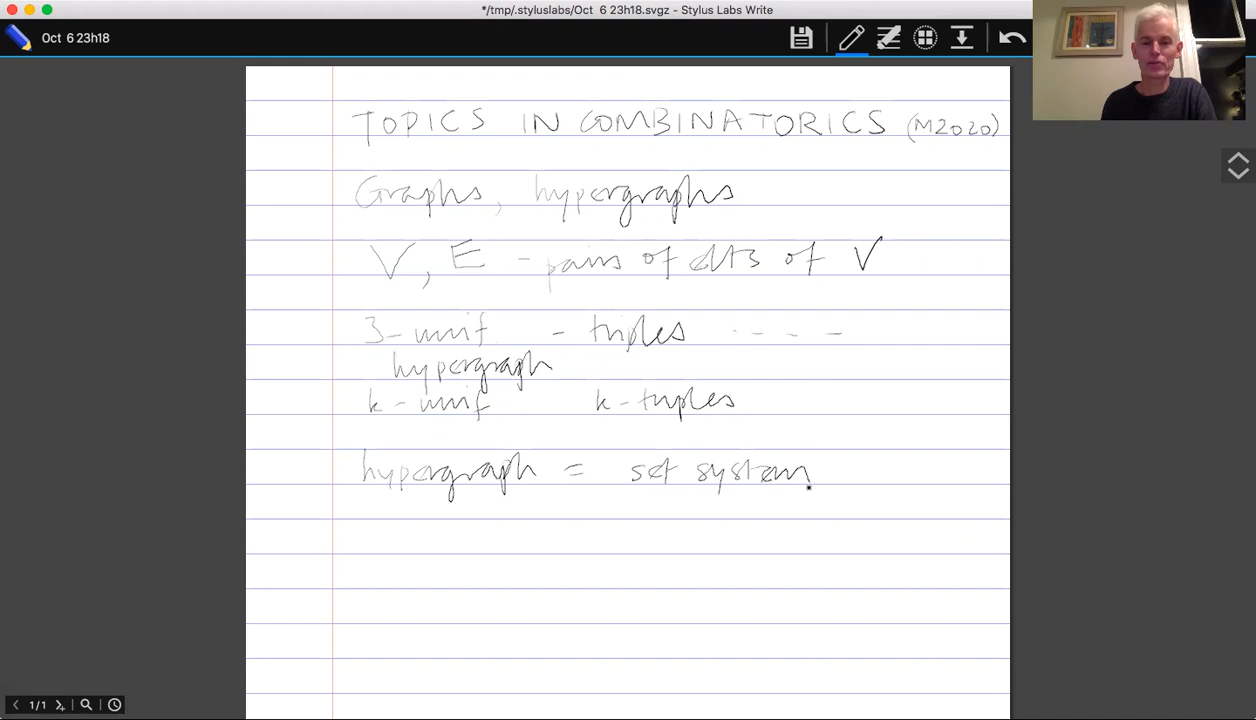 */tmp/.styluslabs/Oct 6 23h18.svgz - Stylus Labs Write
Oct 6 23h18
TOPICS IN COMBINATORICS (M2020)
Graphs, hypergraphs
V, E - pairs of elts of V
3-unif - triples - - - -
hypergraph
k-unif k-tuples
hypergraph = set system
1/1